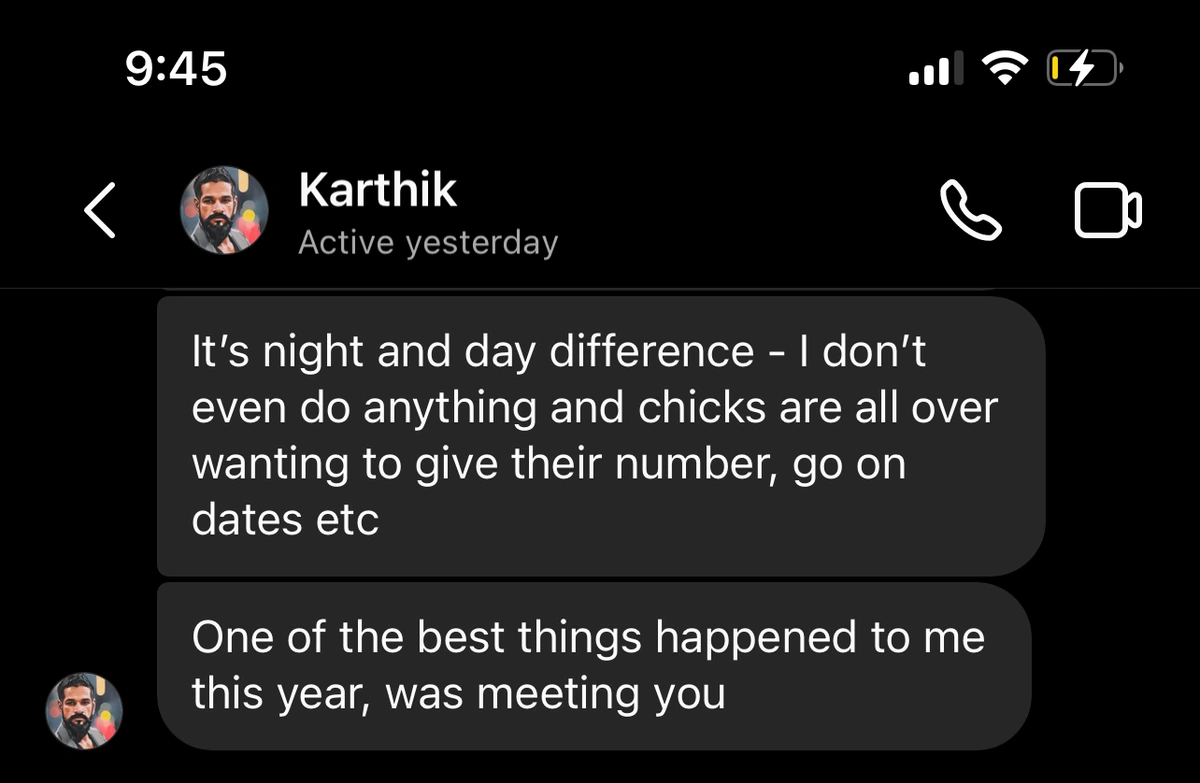 9:45
Karthik
Active yesterday
It’s night and day difference - I don’t
even do anything and chicks are all over
wanting to give their number, go on
dates etc
One of the best things happened to me
this year, was meeting you